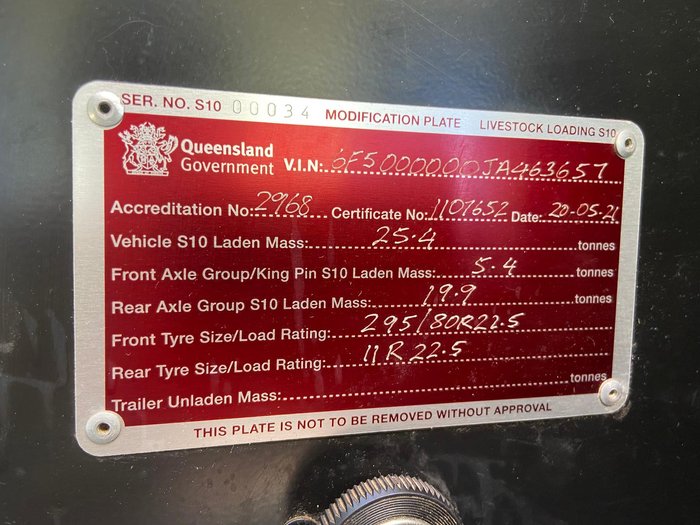 SER. NO. S10 00034 MODIFICATION PLATE LIVESTOCK LOADING S10
Queensland
Government V.I.N: 6F5000000JA463657
Accreditation No: 2968 Certificate No: 1107652 Date: 20-05-21
Vehicle S10 Laden Mass: 25.4 tonnes
Front Axle Group/King Pin S10 Laden Mass: 5.4 tonnes
Rear Axle Group S10 Laden Mass: 19.9 tonnes
Front Tyre Size/Load Rating: 295/80R22.5
Rear Tyre Size/Load Rating: 11R22.5
Trailer Unladen Mass: tonnes
THIS PLATE IS NOT TO BE REMOVED WITHOUT APPROVAL